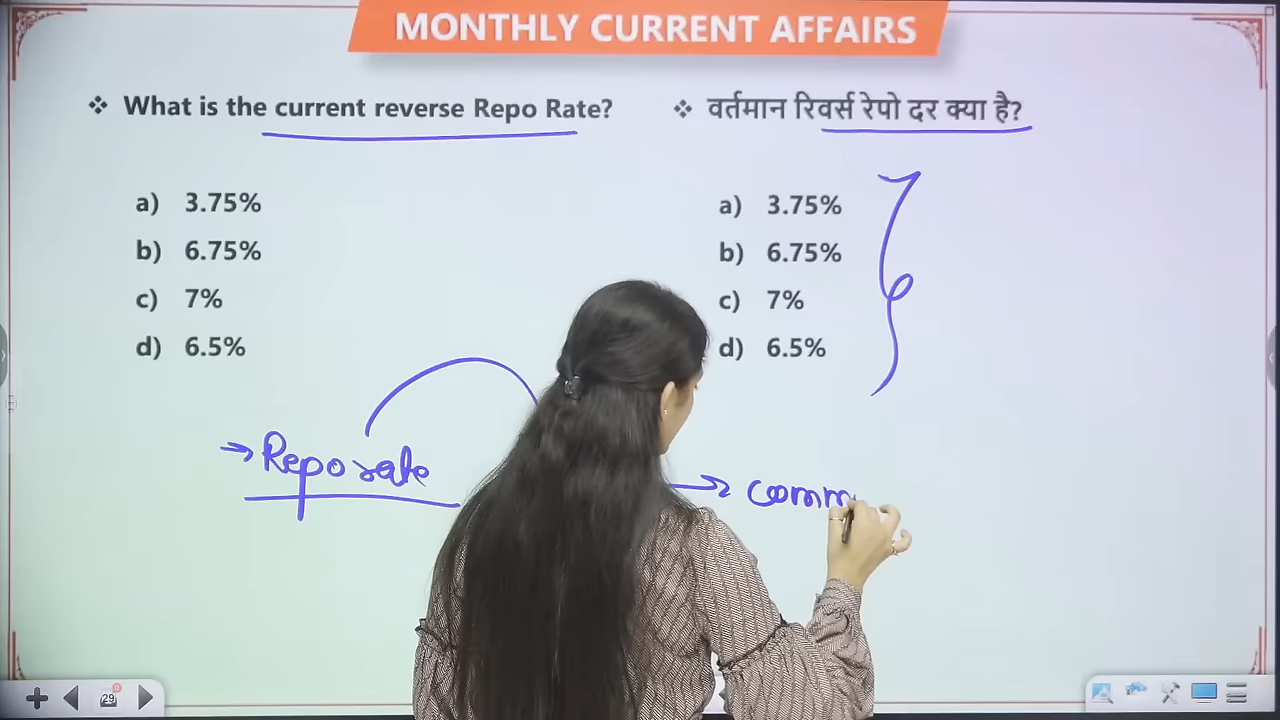 MONTHLY CURRENT AFFAIRS
❖ What is the current reverse Repo Rate?
a) 3.75%
b) 6.75%
c) 7%
d) 6.5%
❖ वर्तमान रिवर्स रेपो दर क्या है?
a) 3.75%
b) 6.75%
c) 7%
d) 6.5%
→ Repo rate
→ comm
29